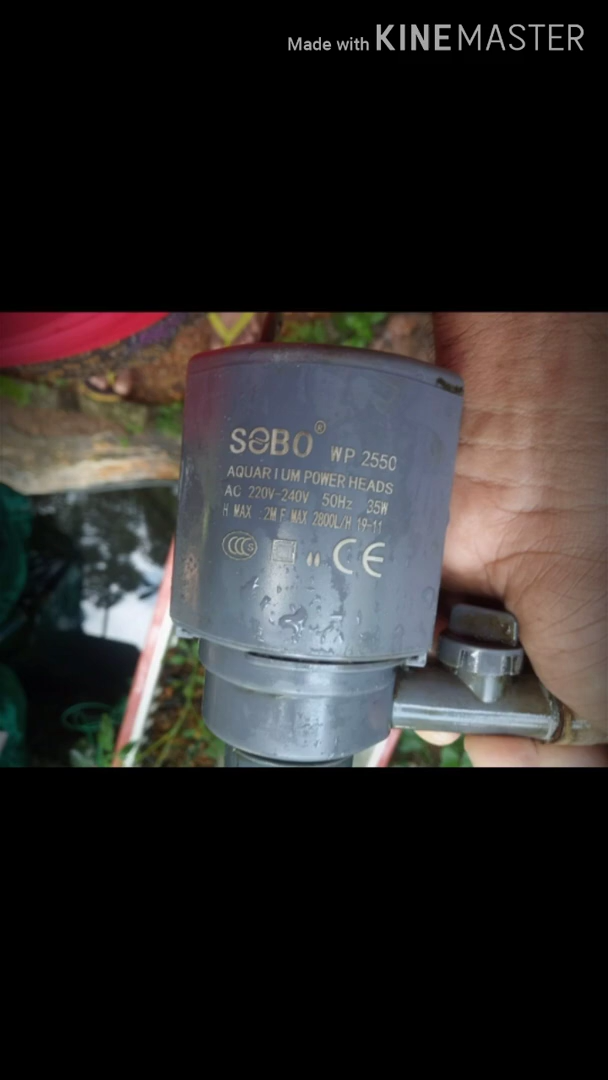 Made with KINEMASTER
SOBO® WP 2550
AQUARIUM POWER HEADS
AC 220V-240V 50Hz 35W
H MAX :2M F MAX 2800L/H 19-11
CCC S CE